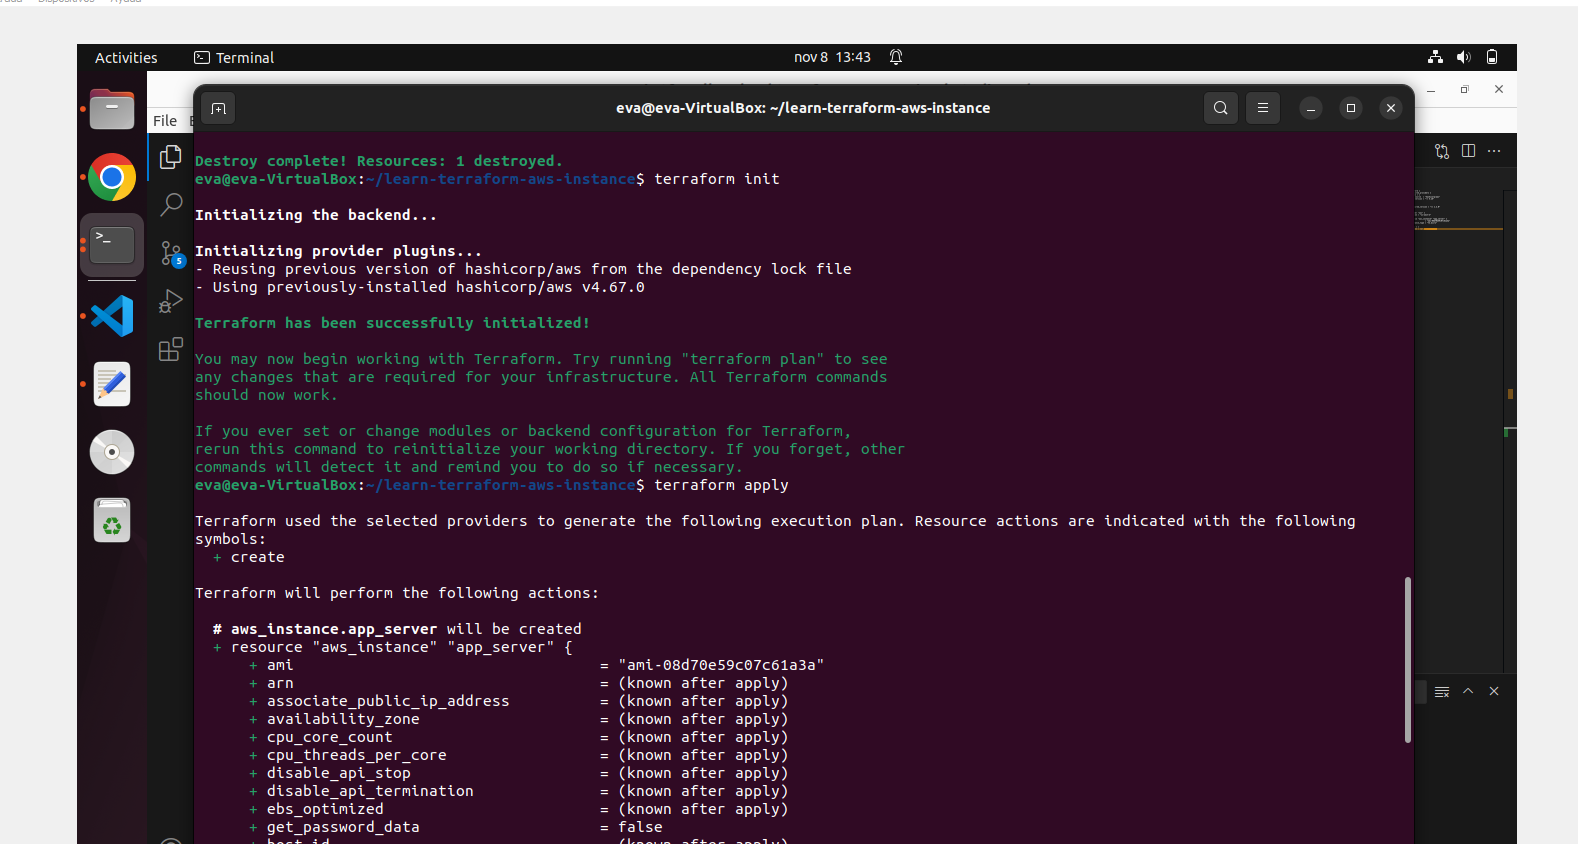 Dispositivos Ayuda
Activities Terminal nov 8 13:43
eva@eva-VirtualBox: ~/learn-terraform-aws-instance
File
Destroy complete! Resources: 1 destroyed.
eva@eva-VirtualBox:~/learn-terraform-aws-instance$ terraform init
Initializing the backend...
Initializing provider plugins...
- Reusing previous version of hashicorp/aws from the dependency lock file
- Using previously-installed hashicorp/aws v4.67.0
Terraform has been successfully initialized!
You may now begin working with Terraform. Try running "terraform plan" to see
any changes that are required for your infrastructure. All Terraform commands
should now work.
If you ever set or change modules or backend configuration for Terraform,
rerun this command to reinitialize your working directory. If you forget, other
commands will detect it and remind you to do so if necessary.
eva@eva-VirtualBox:~/learn-terraform-aws-instance$ terraform apply
Terraform used the selected providers to generate the following execution plan. Resource actions are indicated with the following
symbols:
+ create
Terraform will perform the following actions:
# aws_instance.app_server will be created
+ resource "aws_instance" "app_server" {
+ ami = "ami-08d70e59c07c61a3a"
+ arn = (known after apply)
+ associate_public_ip_address = (known after apply)
+ availability_zone = (known after apply)
+ cpu_core_count = (known after apply)
+ cpu_threads_per_core = (known after apply)
+ disable_api_stop = (known after apply)
+ disable_api_termination = (known after apply)
+ ebs_optimized = (known after apply)
+ get_password_data = false
+ host_id (known after apply)
5